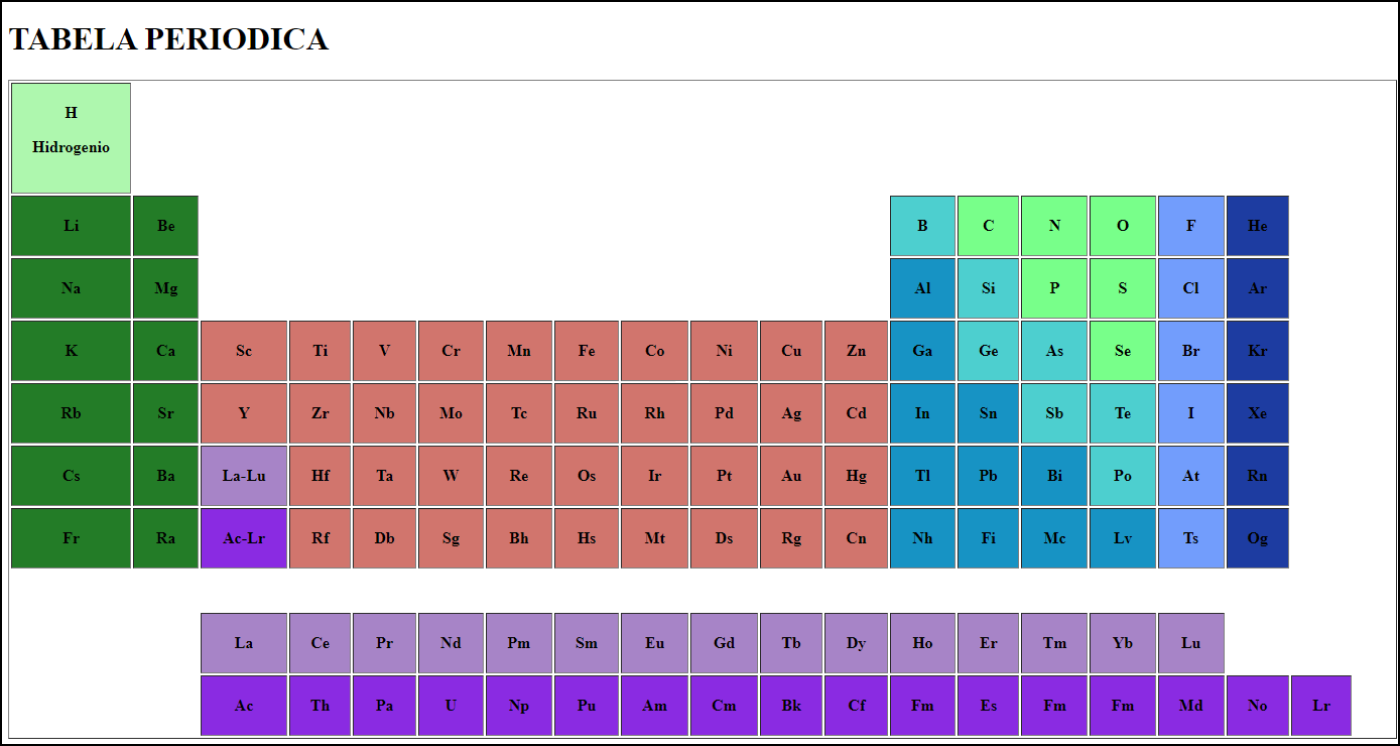 TABELA PERIODICA
H
Hidrogenio
Li Be B C N O F He
Na Mg Al Si P S Cl Ar
K Ca Sc Ti V Cr Mn Fe Co Ni Cu Zn Ga Ge As Se Br Kr
Rb Sr Y Zr Nb Mo Tc Ru Rh Pd Ag Cd In Sn Sb Te I Xe
Cs Ba La-Lu Hf Ta W Re Os Ir Pt Au Hg Tl Pb Bi Po At Rn
Fr Ra Ac-Lr Rf Db Sg Bh Hs Mt Ds Rg Cn Nh Fi Mc Lv Ts Og
La Ce Pr Nd Pm Sm Eu Gd Tb Dy Ho Er Tm Yb Lu
Ac Th Pa U Np Pu Am Cm Bk Cf Fm Es Fm Fm Md No Lr